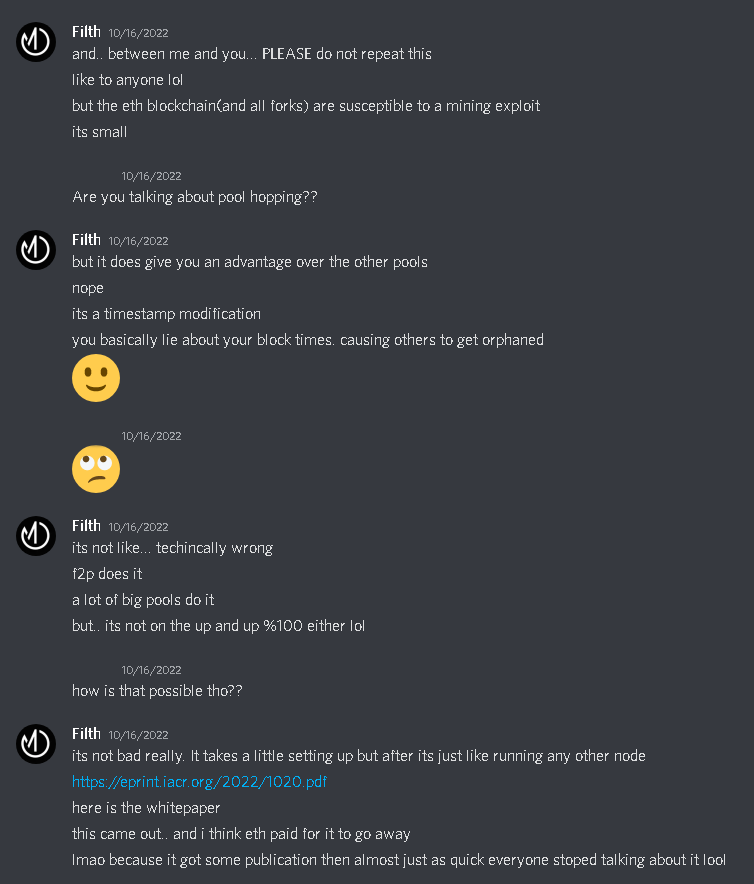 Filth 10/16/2022
and.. between me and you... PLEASE do not repeat this
like to anyone lol
but the eth blockchain(and all forks) are susceptible to a mining exploit
its small
10/16/2022
Are you talking about pool hopping??
Filth 10/16/2022
but it does give you an advantage over the other pools
nope
its a timestamp modification
you basically lie about your block times. causing others to get orphaned
10/16/2022
Filth 10/16/2022
its not like... techincally wrong
f2p does it
a lot of big pools do it
but.. its not on the up and up %100 either lol
10/16/2022
how is that possible tho??
Filth 10/16/2022
its not bad really. It takes a little setting up but after its just like running any other node
https://eprint.iacr.org/2022/1020.pdf
here is the whitepaper
this came out.. and i think eth paid for it to go away
lmao because it got some publication then almost just as quick everyone stoped talking about it lool